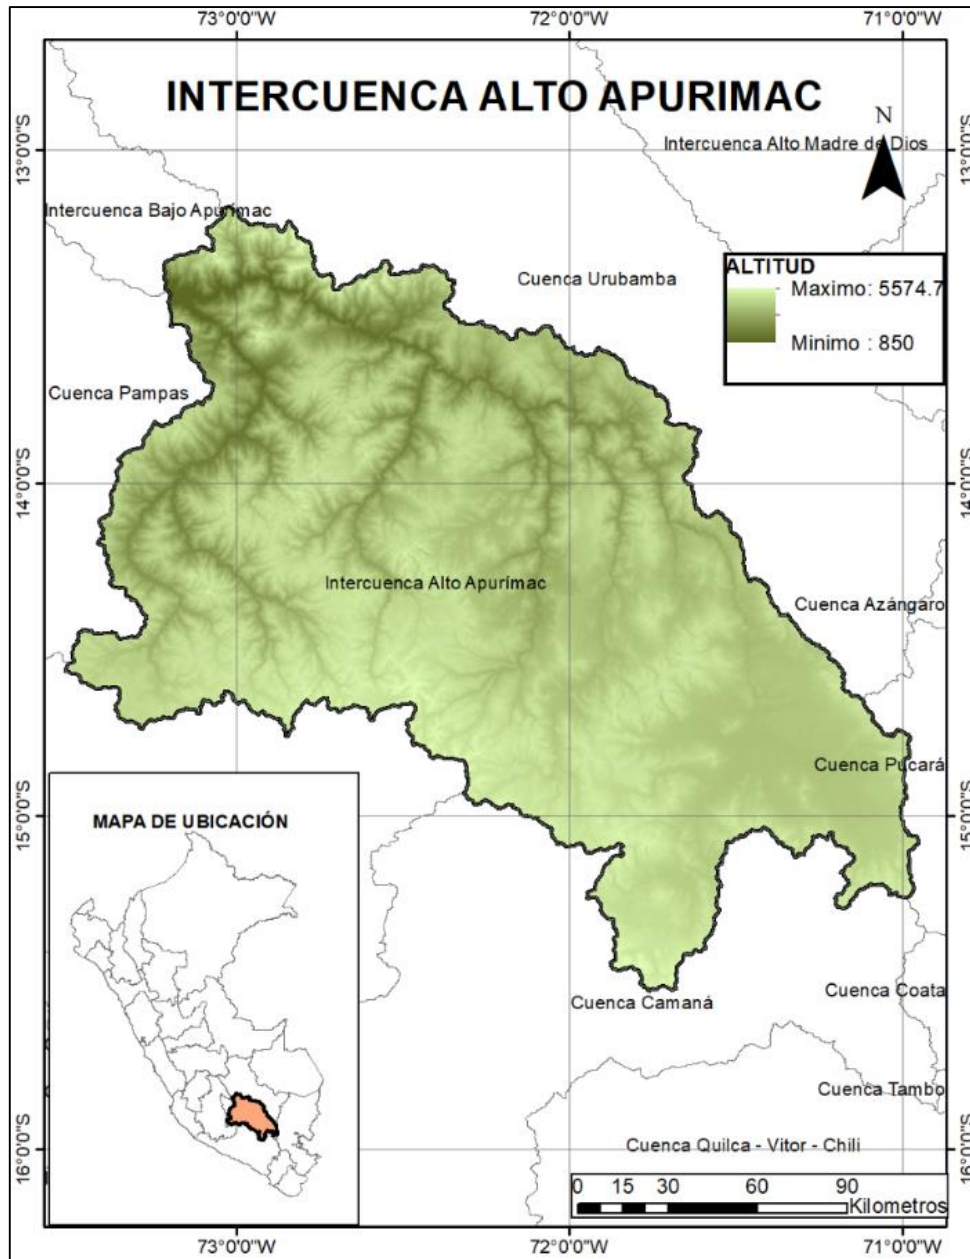 73°0'0"W 72°0'0"W 71°0'0"W
INTERCUENCA ALTO APURIMAC
N
13°0'0"S
13°0'0"S
Intercuenca Alto Madre de Dios
Intercuenca Bajo Apurímac
Cuenca Urubamba
ALTITUD
Maximo: 5574.7
Minimo : 850
Cuenca Pampas
14°0'0"S
14°0'0"S
Intercuenca Alto Apurímac
Cuenca Azángaro
Cuenca Pucará
15°0'0"S
15°0'0"S
MAPA DE UBICACIÓN
Cuenca Coata
Cuenca Camaná
Cuenca Tambo
Cuenca Quilca - Vitor - Chili
16°0'0"S
16°0'0"S
0 15 30 60 90
Kilometros
73°0'0"W 72°0'0"W 71°0'0"W